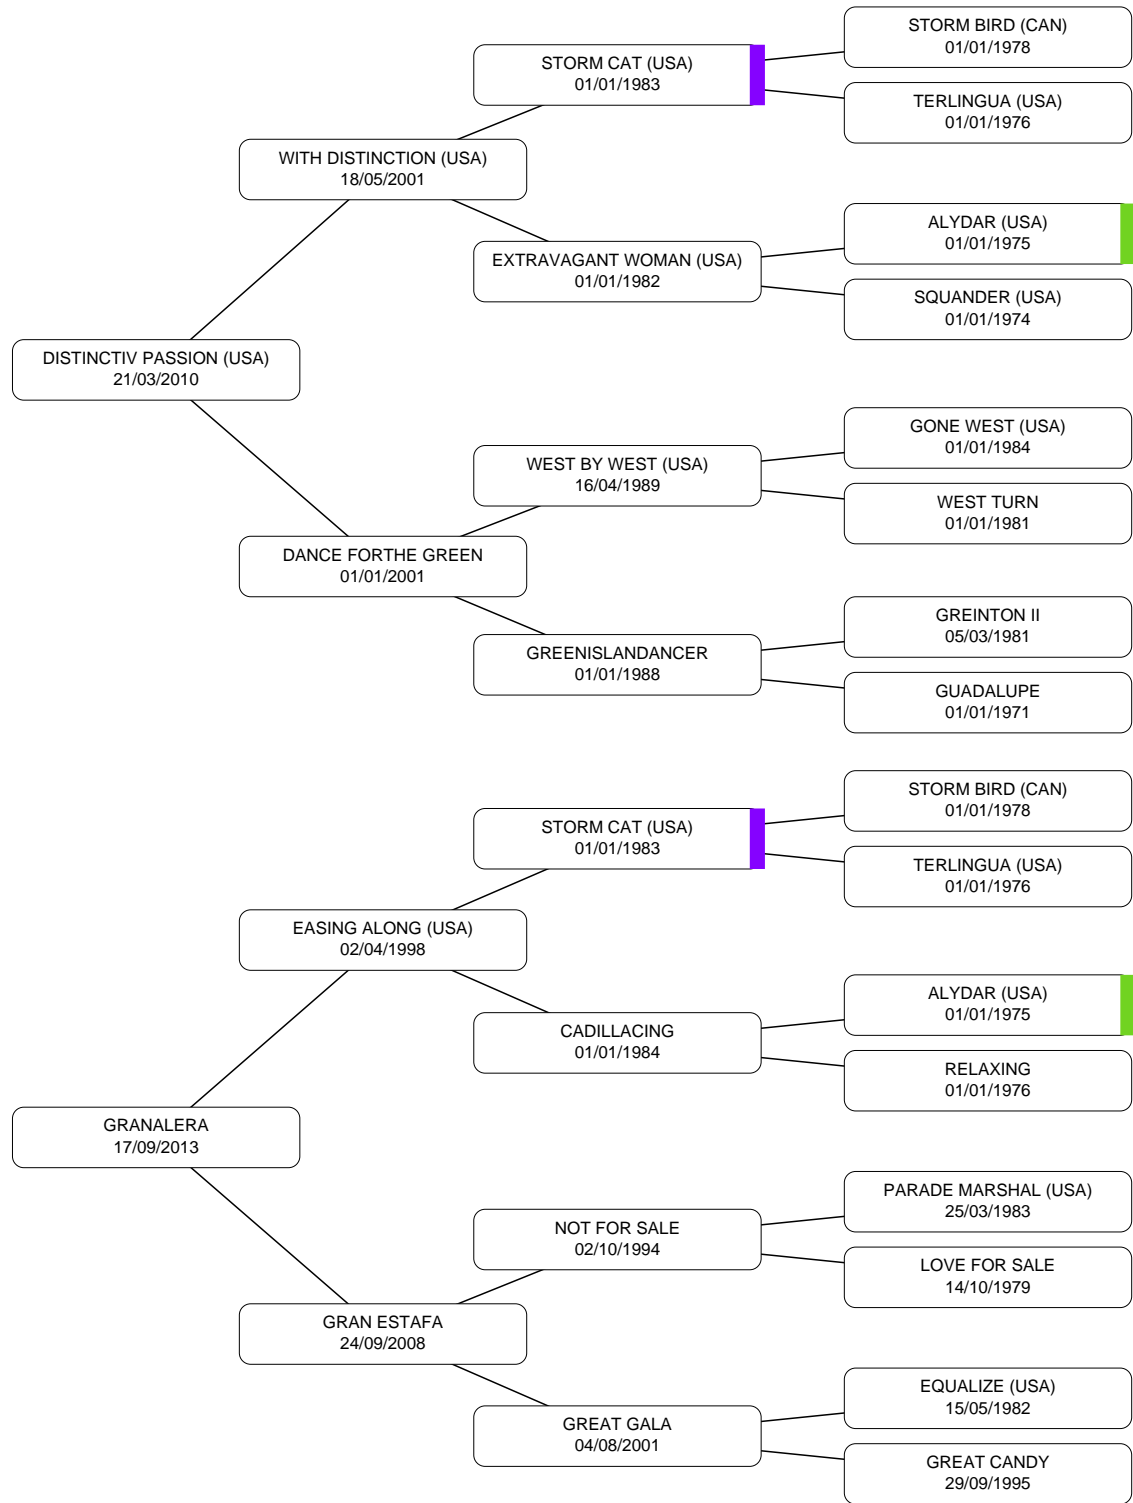 STORM BIRD (CAN)
01/01/1978
STORM CAT (USA)
01/01/1983
TERLINGUA (USA)
01/01/1976
WITH DISTINCTION (USA)
18/05/2001
ALYDAR (USA)
01/01/1975
EXTRAVAGANT WOMAN (USA)
01/01/1982
SQUANDER (USA)
01/01/1974
DISTINCTIV PASSION (USA)
21/03/2010
GONE WEST (USA)
01/01/1984
WEST BY WEST (USA)
16/04/1989
WEST TURN
01/01/1981
DANCE FORTHE GREEN
01/01/2001
GREINTON II
05/03/1981
GREENISLANDANCER
01/01/1988
GUADALUPE
01/01/1971
STORM BIRD (CAN)
01/01/1978
STORM CAT (USA)
01/01/1983
TERLINGUA (USA)
01/01/1976
EASING ALONG (USA)
02/04/1998
ALYDAR (USA)
01/01/1975
CADILLACING
01/01/1984
RELAXING
01/01/1976
GRANALERA
17/09/2013
PARADE MARSHAL (USA)
25/03/1983
NOT FOR SALE
02/10/1994
LOVE FOR SALE
14/10/1979
GRAN ESTAFA
24/09/2008
EQUALIZE (USA)
15/05/1982
GREAT GALA
04/08/2001
GREAT CANDY
29/09/1995